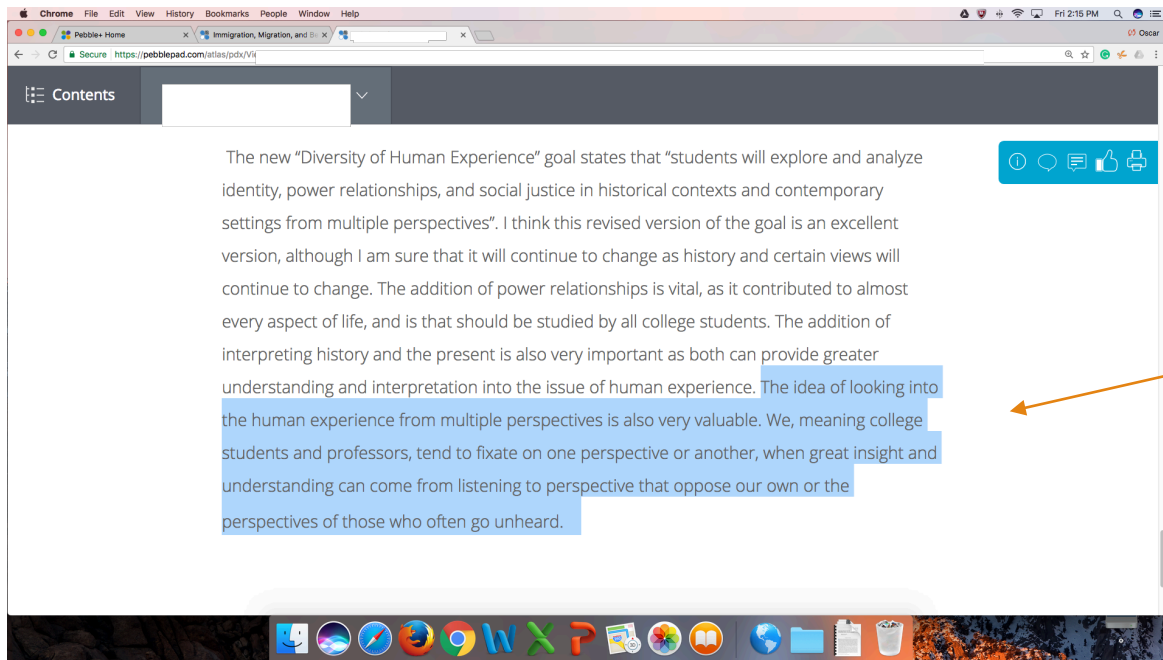 Chrome File Edit View History Bookmarks People Window Help Fri 2:15 PM
Pebble+ Home Immigration, Migration, and Be Oscar
Secure https://pebblepad.com/atlas/pdx/Vi
Contents
The new “Diversity of Human Experience” goal states that “students will explore and analyze
identity, power relationships, and social justice in historical contexts and contemporary
settings from multiple perspectives”. I think this revised version of the goal is an excellent
version, although I am sure that it will continue to change as history and certain views will
continue to change. The addition of power relationships is vital, as it contributed to almost
every aspect of life, and is that should be studied by all college students. The addition of
interpreting history and the present is also very important as both can provide greater
understanding and interpretation into the issue of human experience. The idea of looking into
the human experience from multiple perspectives is also very valuable. We, meaning college
students and professors, tend to fixate on one perspective or another, when great insight and
understanding can come from listening to perspective that oppose our own or the
perspectives of those who often go unheard.